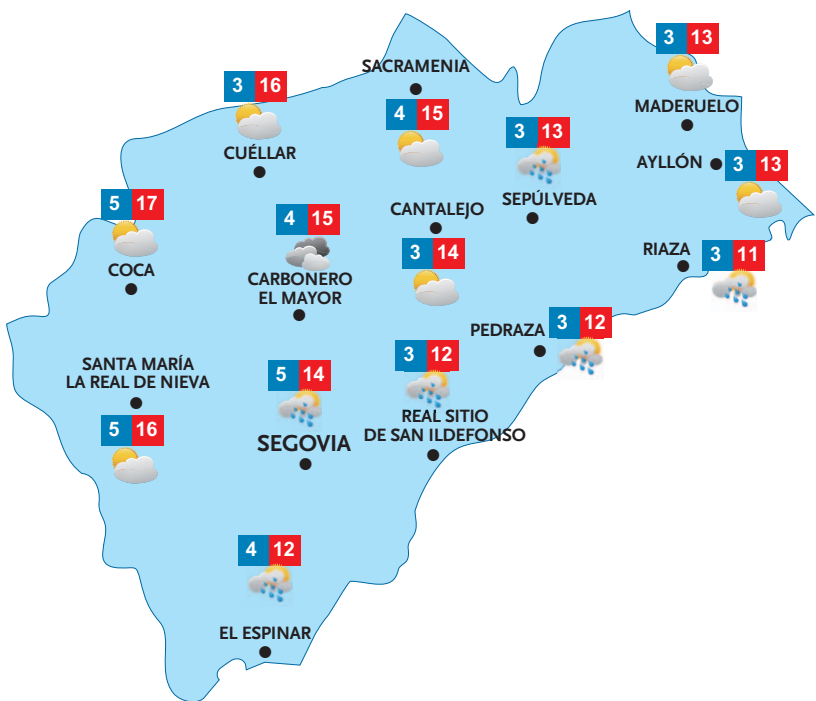 3 13
MADERUELO
SACRAMENIA
4 15
3 16
CUÉLLAR
3 13
SEPÚLVEDA
AYLLÓN
3 13
5 17
COCA
4 15
CARBONERO
EL MAYOR
CANTALEJO
3 14
RIAZA
3 11
PEDRAZA
3 12
SANTA MARÍA
LA REAL DE NIEVA
5 16
5 14
SEGOVIA
3 12
REAL SITIO
DE SAN ILDEFONSO
4 12
EL ESPINAR